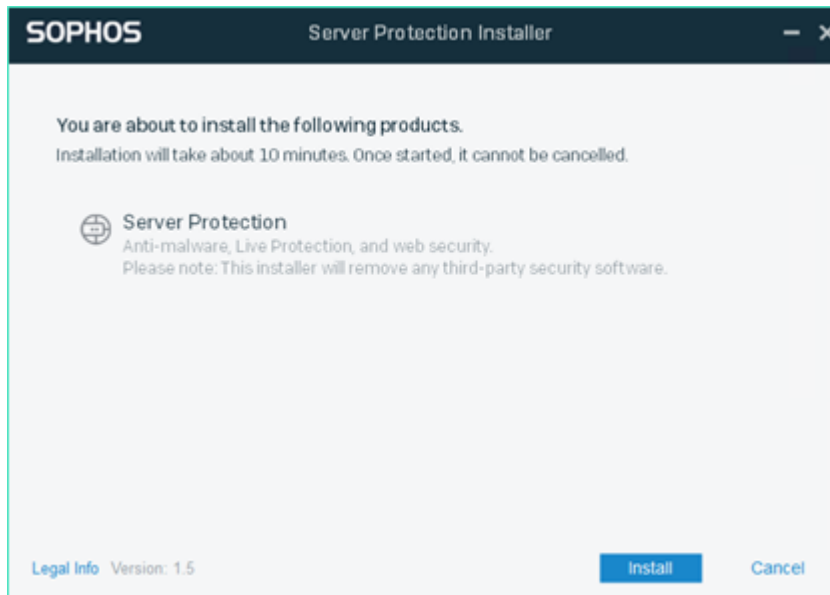 SOPHOS
Server Protection Installer
You are about to install the following products.
Installation will take about 10 minutes. Once started, it cannot be cancelled.
Server Protection
Anti-malware, Live Protection, and web security.
Please note: This installer will remove any third-party security software.
Legal Info Version: 1.5
Install
Cancel